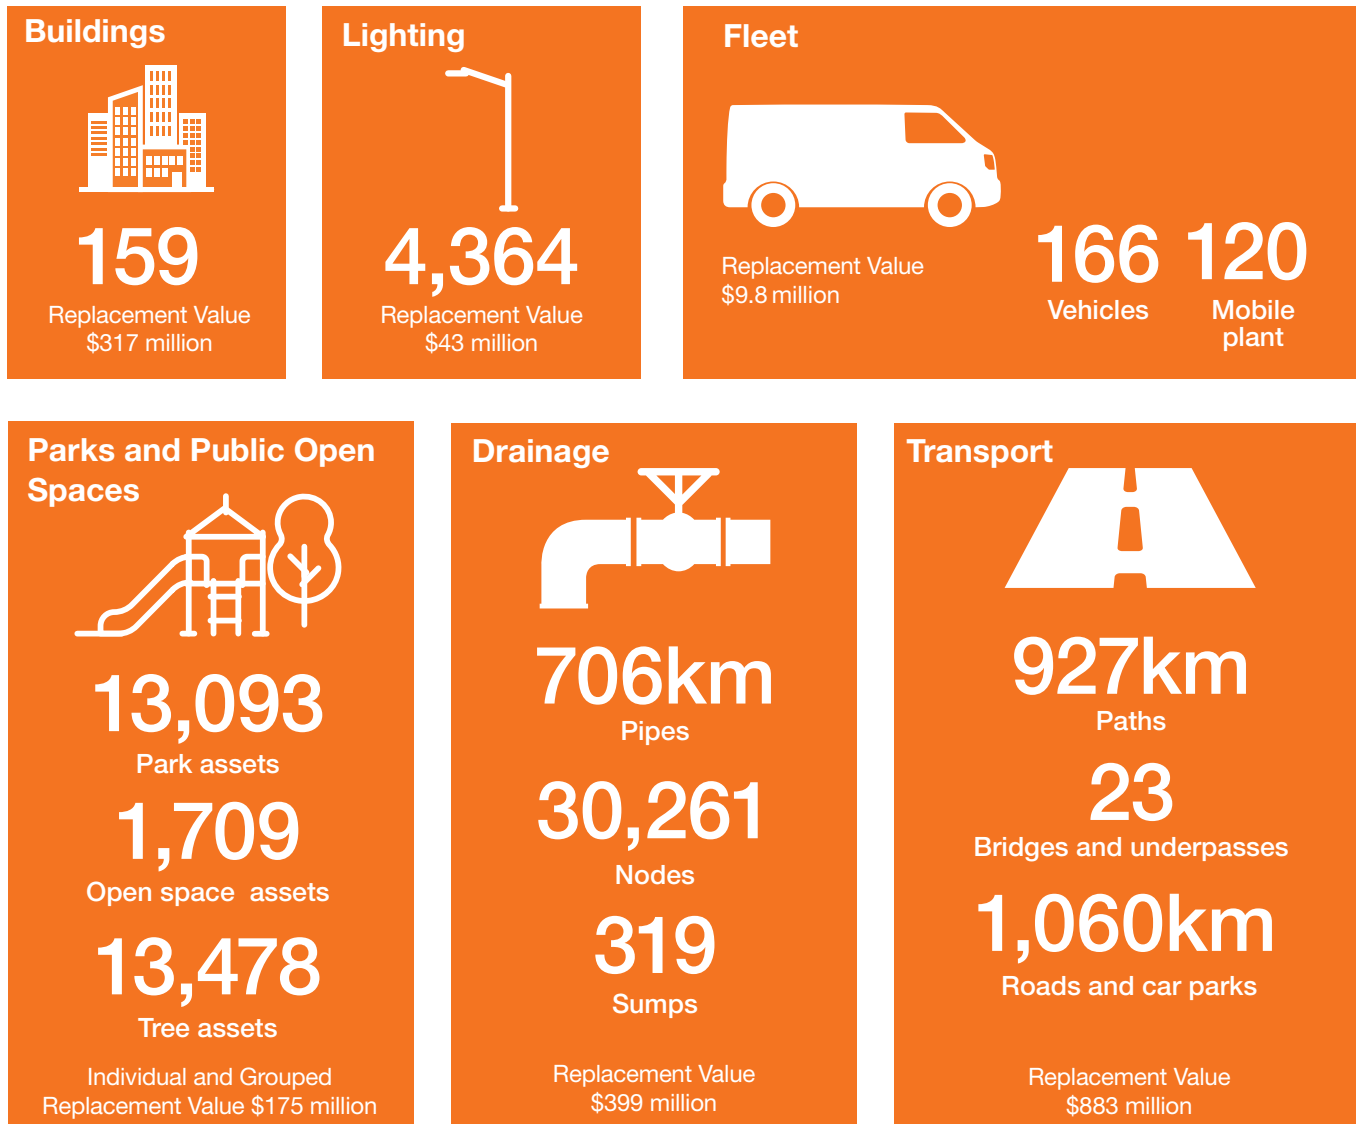 Buildings
159
Replacement Value
$317 million
Lighting
4,364
Replacement Value
$43 million
Fleet
Replacement Value
$9.8 million
166
Vehicles
120
Mobile
plant
Parks and Public Open
Spaces
13,093
Park assets
1,709
Open space assets
13,478
Tree assets
Individual and Grouped
Replacement Value $175 million
Drainage
706km
Pipes
30,261
Nodes
319
Sumps
Replacement Value
$399 million
Transport
927km
Paths
23
Bridges and underpasses
1,060km
Roads and car parks
Replacement Value
$883 million